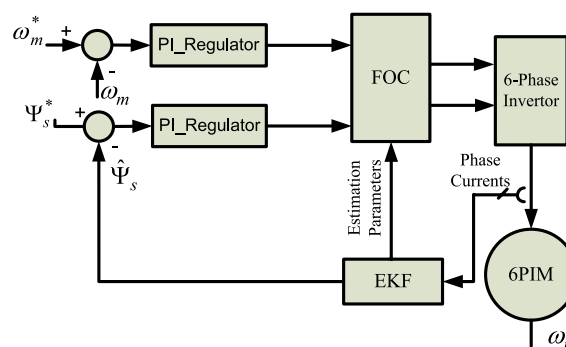 ω*m
+
-
ωm
PI_Regulator
FOC
6-Phase
Invertor
Ψ*s
+
-
Ψ̂s
PI_Regulator
Estimation
Parameters
Phase
Currents
EKF
6PIM